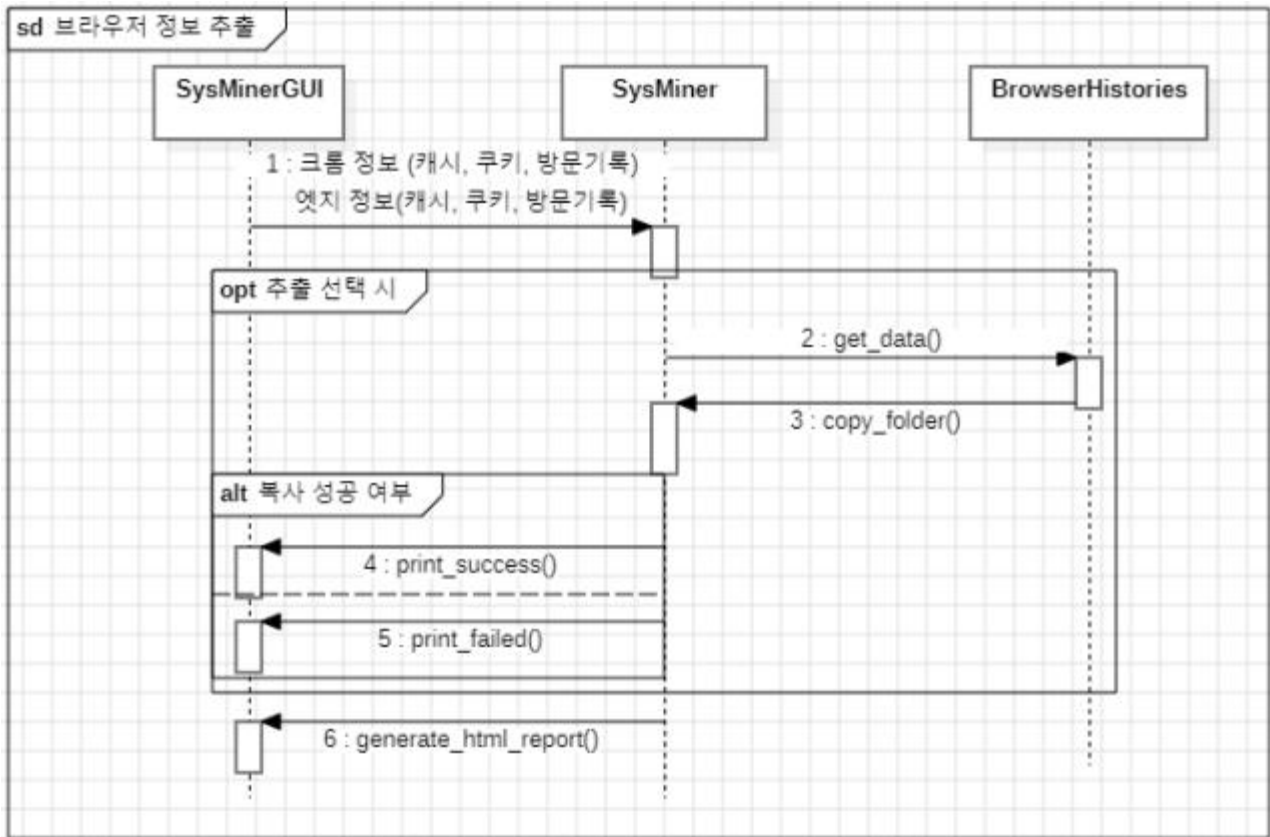 sd 브라우저 정보 추출
SysMinerGUI
SysMiner
BrowserHistories
1 : 크롬 정보 (캐시, 쿠키, 방문기록)
엣지 정보(캐시, 쿠키, 방문기록)
opt 추출 선택 시
2 : get_data()
3 : copy_folder()
alt 복사 성공 여부
4 : print_success()
5 : print_failed()
6 : generate_html_report()